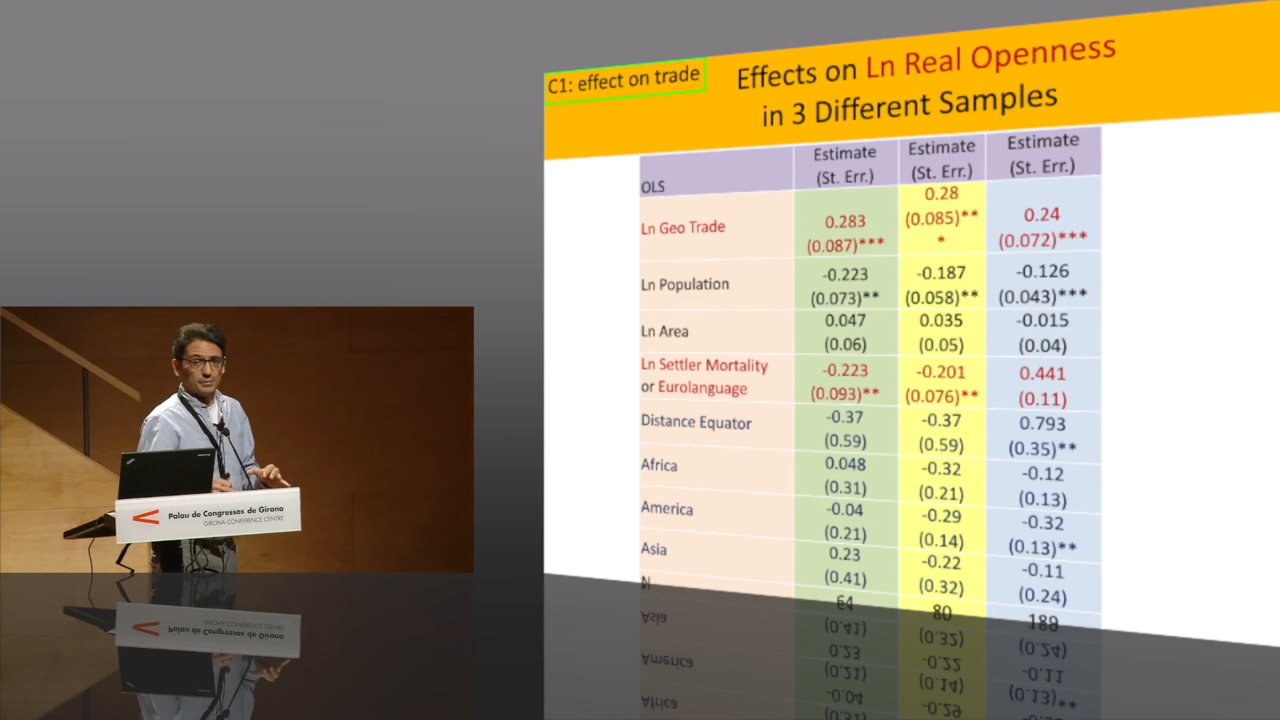 C1: effect on trade
Effects on Ln Real Openness
in 3 Different Samples
OLS
Estimate
(St. Err.)
Estimate
(St. Err.)
Estimate
(St. Err.)
Ln Geo Trade
0.283
(0.087)***
0.28
(0.085)**
*
0.24
(0.072)***
Ln Population
-0.223
(0.073)**
-0.187
(0.058)**
-0.126
(0.043)***
Ln Area
0.047
(0.06)
0.035
(0.05)
-0.015
(0.04)
Ln Settler Mortality
or Eurolanguage
-0.223
(0.093)**
-0.201
(0.076)**
0.441
(0.11)
Distance Equator
-0.37
(0.59)
-0.37
(0.59)
0.793
(0.35)**
Africa
0.048
(0.31)
-0.32
(0.21)
-0.12
(0.13)
America
-0.04
(0.21)
-0.29
(0.14)
-0.32
(0.13)**
Asia
0.23
(0.41)
-0.22
(0.32)
-0.11
(0.24)
N
64
80
189
Palau de Congressos de Girona
GIRONA CONFERENCE CENTRE